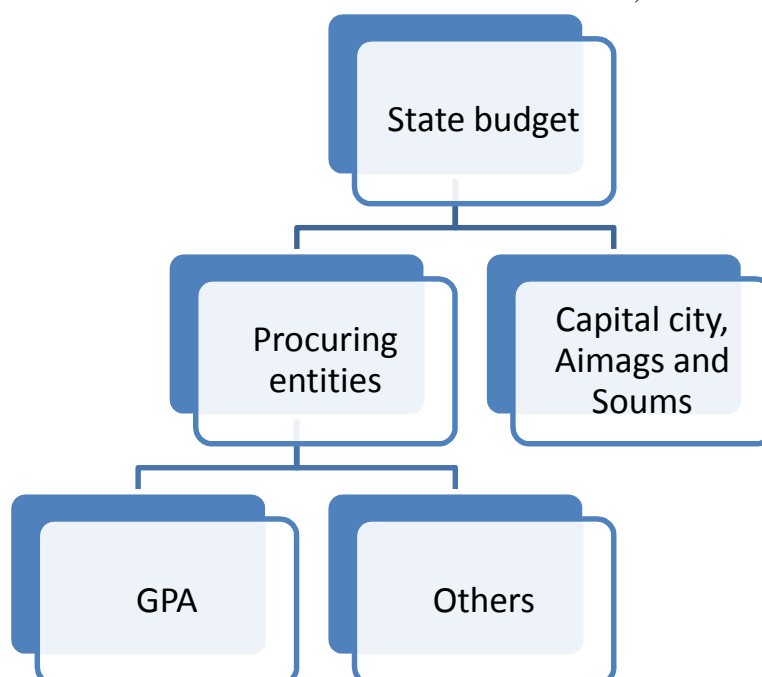 State budget
Procuring
entities
Capital city,
Aimags and
Soums
GPA
Others